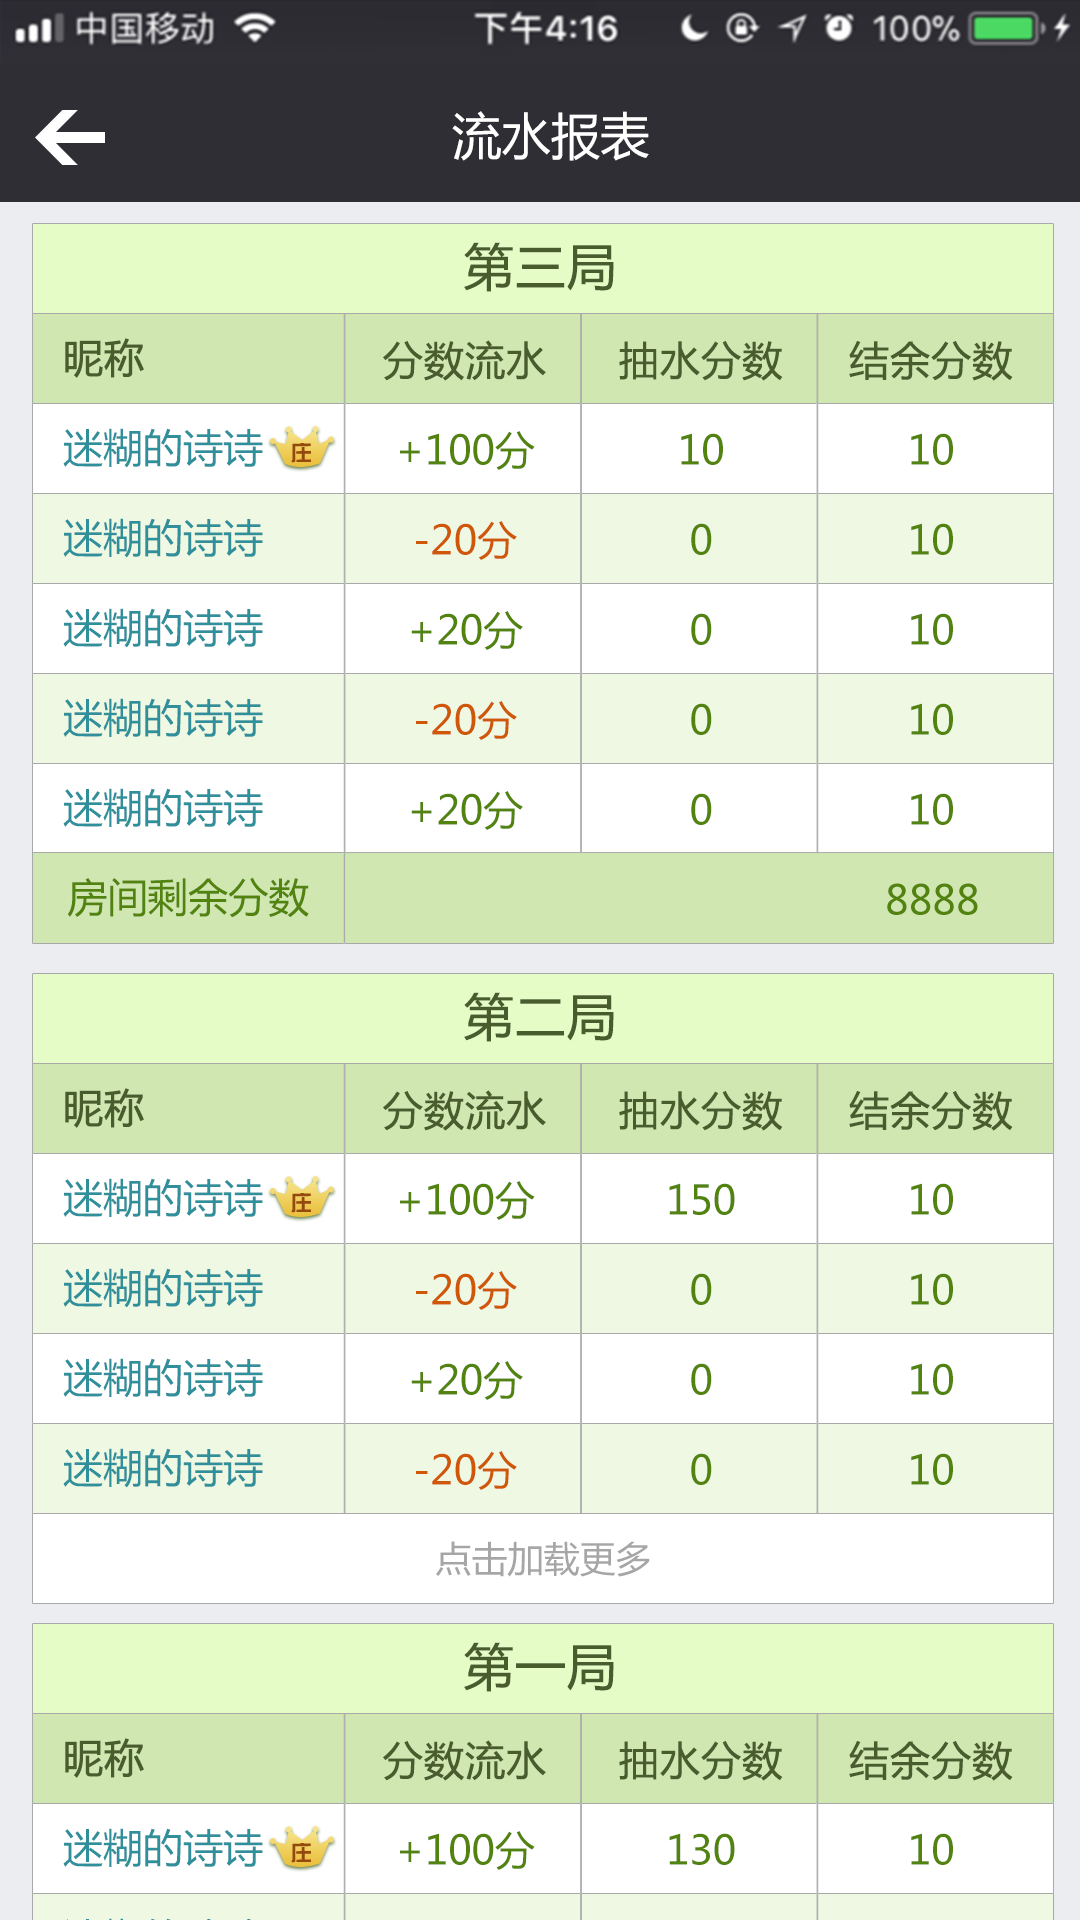 中国移动 下午4:16 100%
流水报表
第三局
昵称 分数流水 抽水分数 结余分数
迷糊的诗诗 庄 +100分 10 10
迷糊的诗诗 -20分 0 10
迷糊的诗诗 +20分 0 10
迷糊的诗诗 -20分 0 10
迷糊的诗诗 +20分 0 10
房间剩余分数 8888
第二局
昵称 分数流水 抽水分数 结余分数
迷糊的诗诗 庄 +100分 150 10
迷糊的诗诗 -20分 0 10
迷糊的诗诗 +20分 0 10
迷糊的诗诗 -20分 0 10
点击加载更多
第一局
昵称 分数流水 抽水分数 结余分数
迷糊的诗诗 庄 +100分 130 10